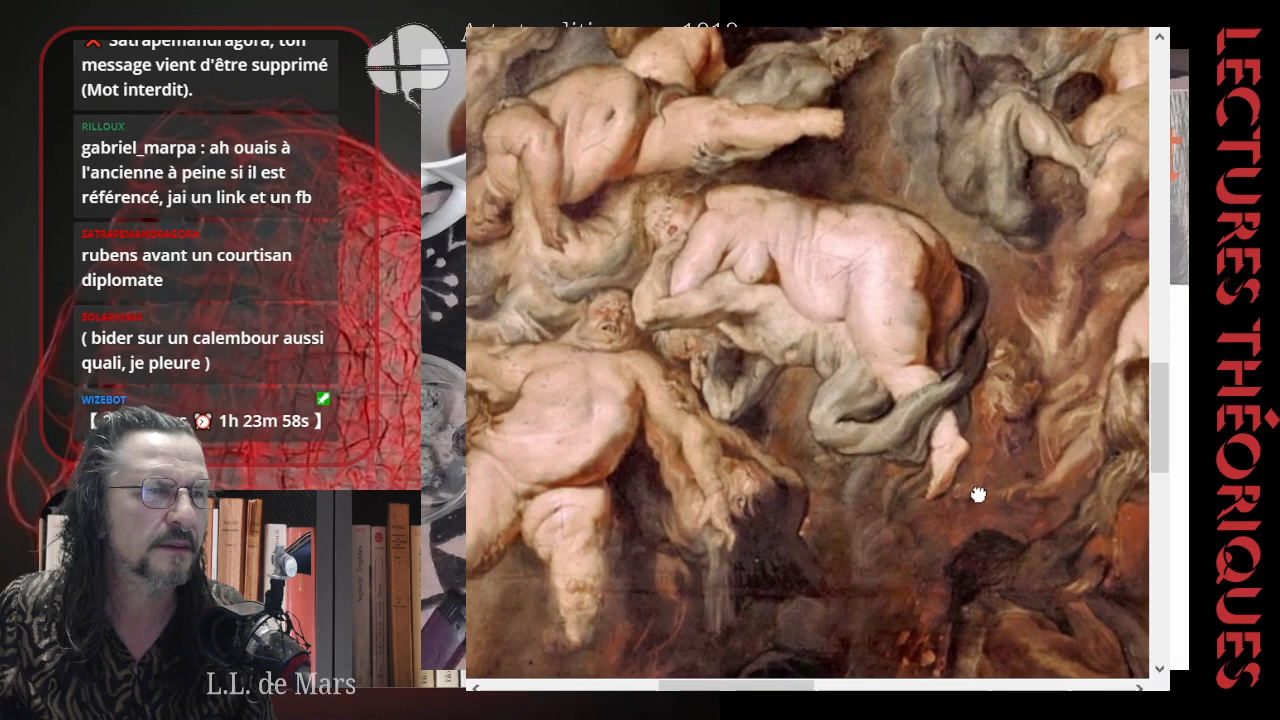 Satrapemandragora, ton
message vient d'être supprimé
(Mot interdit).
RILLOUX
gabriel_marpa : ah ouais à
l'ancienne à peine si il est
référencé, jai un link et un fb
SATRAPEMANDRAGORA
rubens avant un courtisan
diplomate
( bider sur un calembour aussi
quali, je pleure )
WIZEBOT
1h 23m 58s 】
L.L. de Mars
LECTURES THÉORIQUES